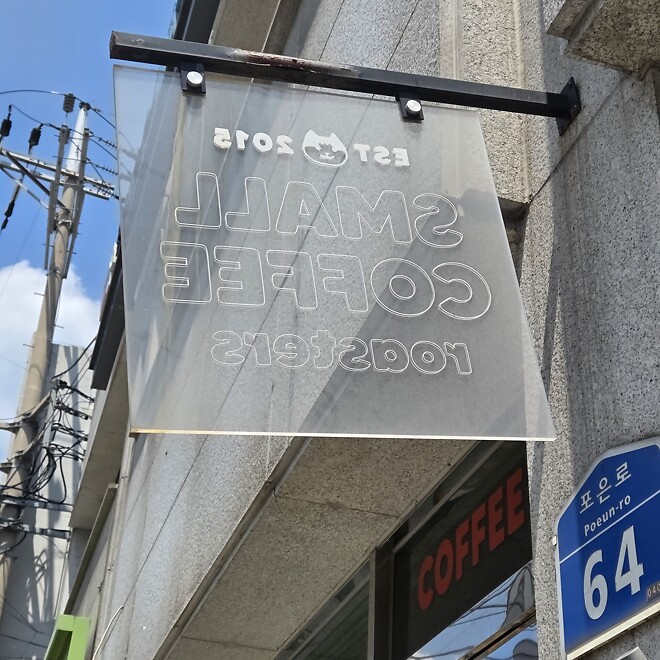 EST 2015
SMALL
COFFEE
roasters
COFFEE
포은로
Poeun-ro
64